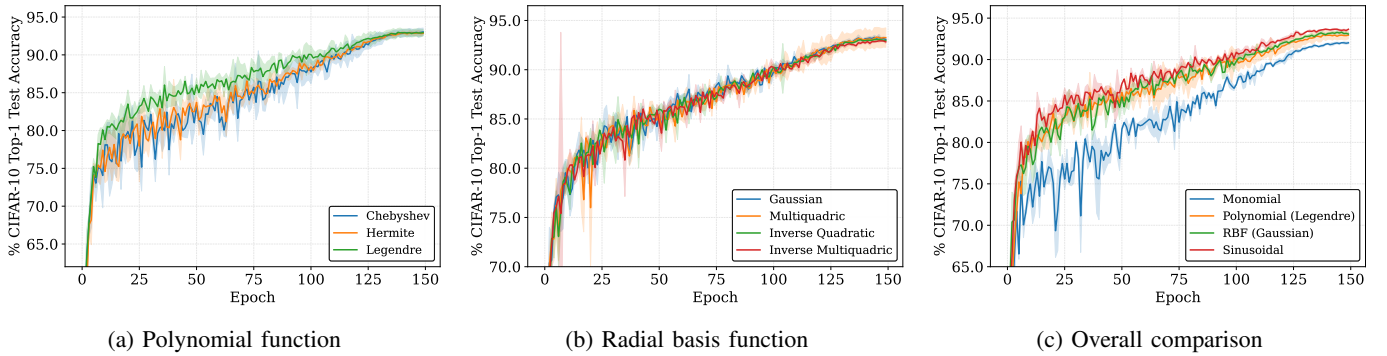 % CIFAR-10 Top-1 Test Accuracy
95.0
90.0
85.0
80.0
75.0
70.0
65.0
0 25 50 75 100 125 150
Epoch
Chebyshev
Hermite
Legendre
(a) Polynomial function
% CIFAR-10 Top-1 Test Accuracy
95.0
90.0
85.0
80.0
75.0
70.0
0 25 50 75 100 125 150
Epoch
Gaussian
Multiquadric
Inverse Quadratic
Inverse Multiquadric
(b) Radial basis function
% CIFAR-10 Top-1 Test Accuracy
95.0
90.0
85.0
80.0
75.0
70.0
65.0
0 25 50 75 100 125 150
Epoch
Monomial
Polynomial (Legendre)
RBF (Gaussian)
Sinusoidal
(c) Overall comparison